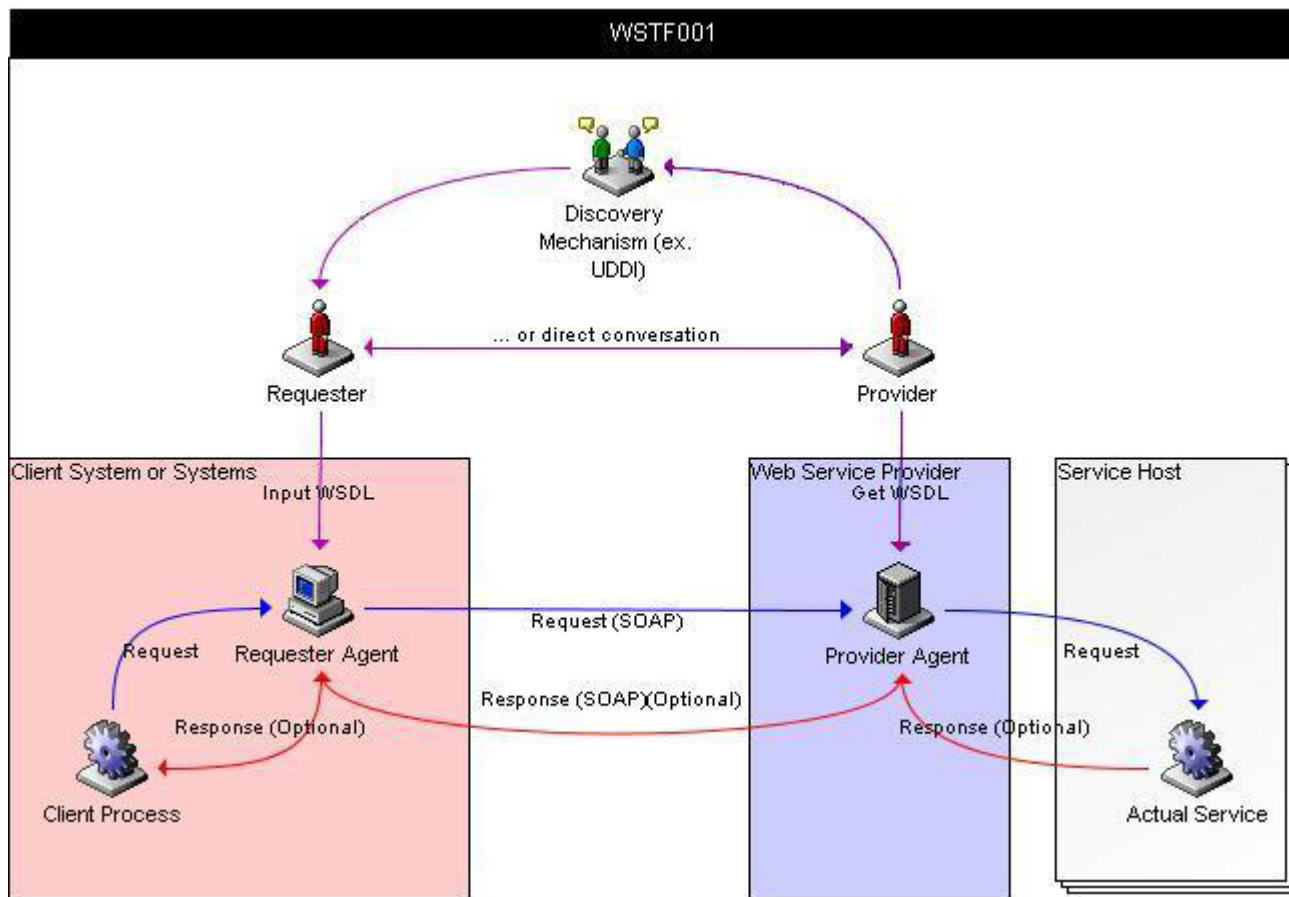 WSTF001
Discovery
Mechanism (ex.
UDDI)
... or direct conversation
Requester
Provider
Client System or Systems
Web Service Provider
Service Host
Input WSDL
Get WSDL
Request (SOAP)
Request
Requester Agent
Provider Agent
Request
Response (SOAP)(Optional)
Response (Optional)
Response (Optional)
Client Process
Actual Service